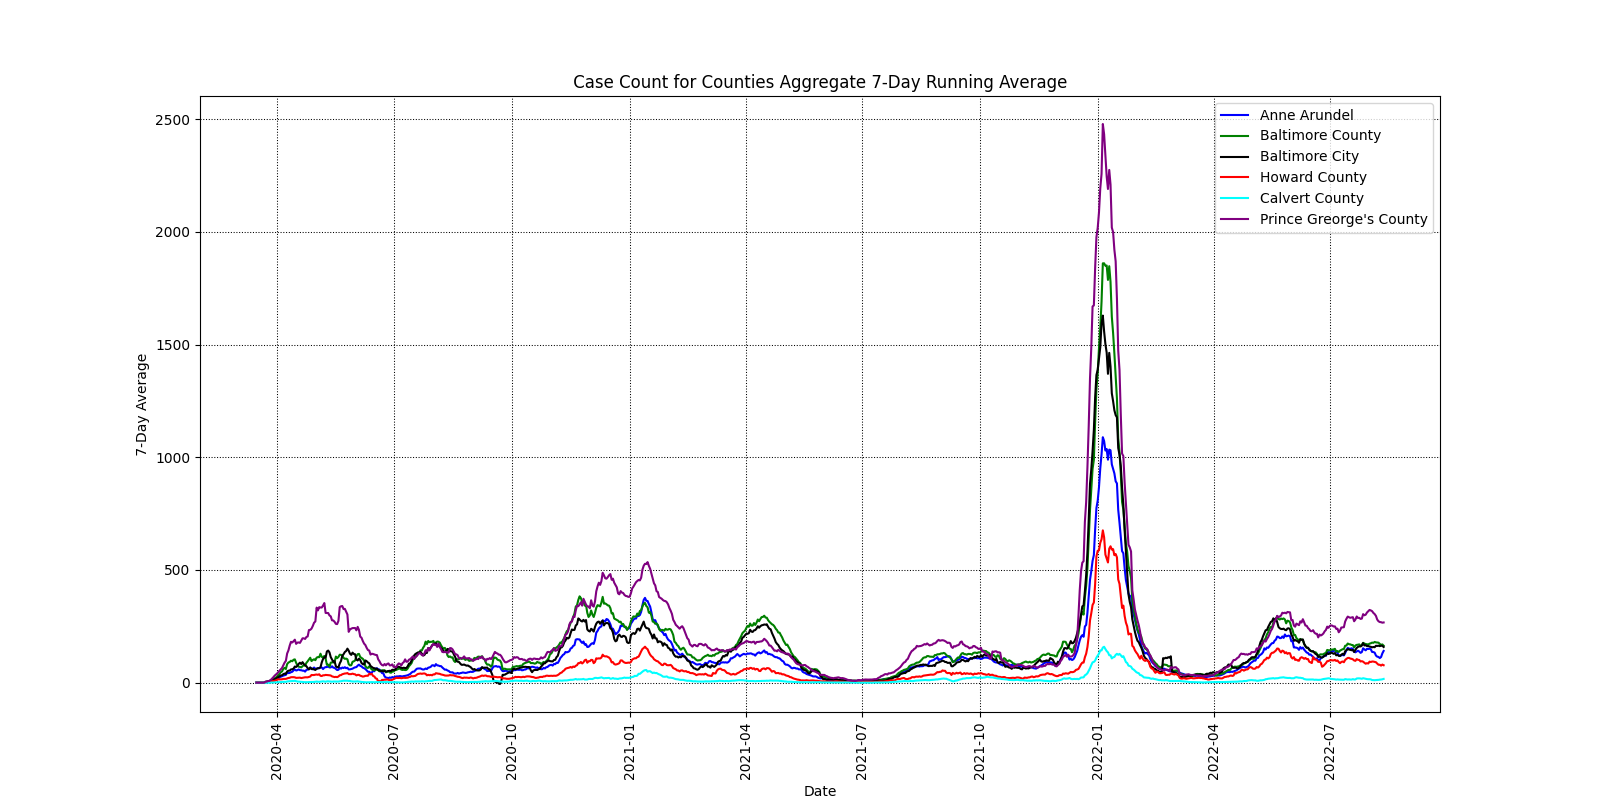 Case Count for Counties Aggregate 7-Day Running Average
2500
2000
1500
1000
500
0
7-Day Average
Anne Arundel
Baltimore County
Baltimore City
Howard County
Calvert County
Prince Greorge's County
2020-04
2020-07
2020-10
2021-01
2021-04
2021-07
2021-10
2022-01
2022-04
2022-07
Date